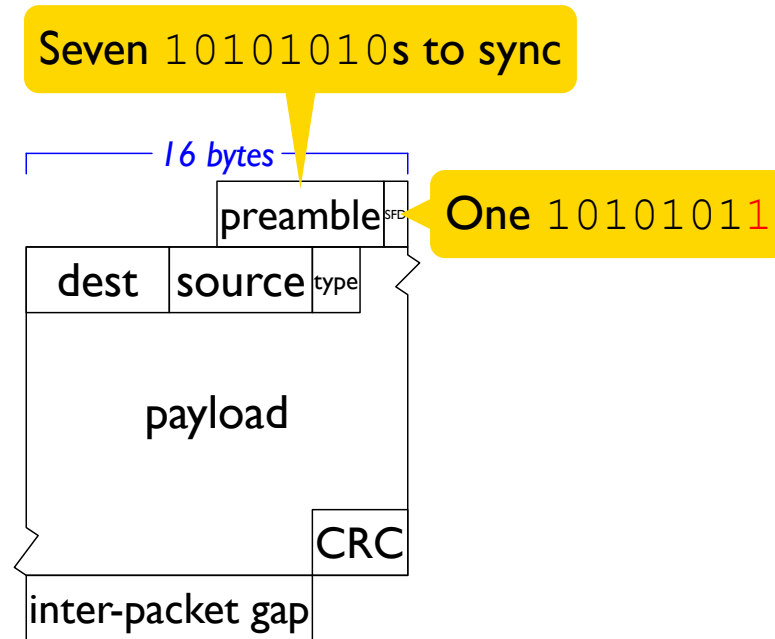 Seven 10101010s to sync
16 bytes
preamble SFD One 10101011
dest source type
payload
CRC
inter-packet gap